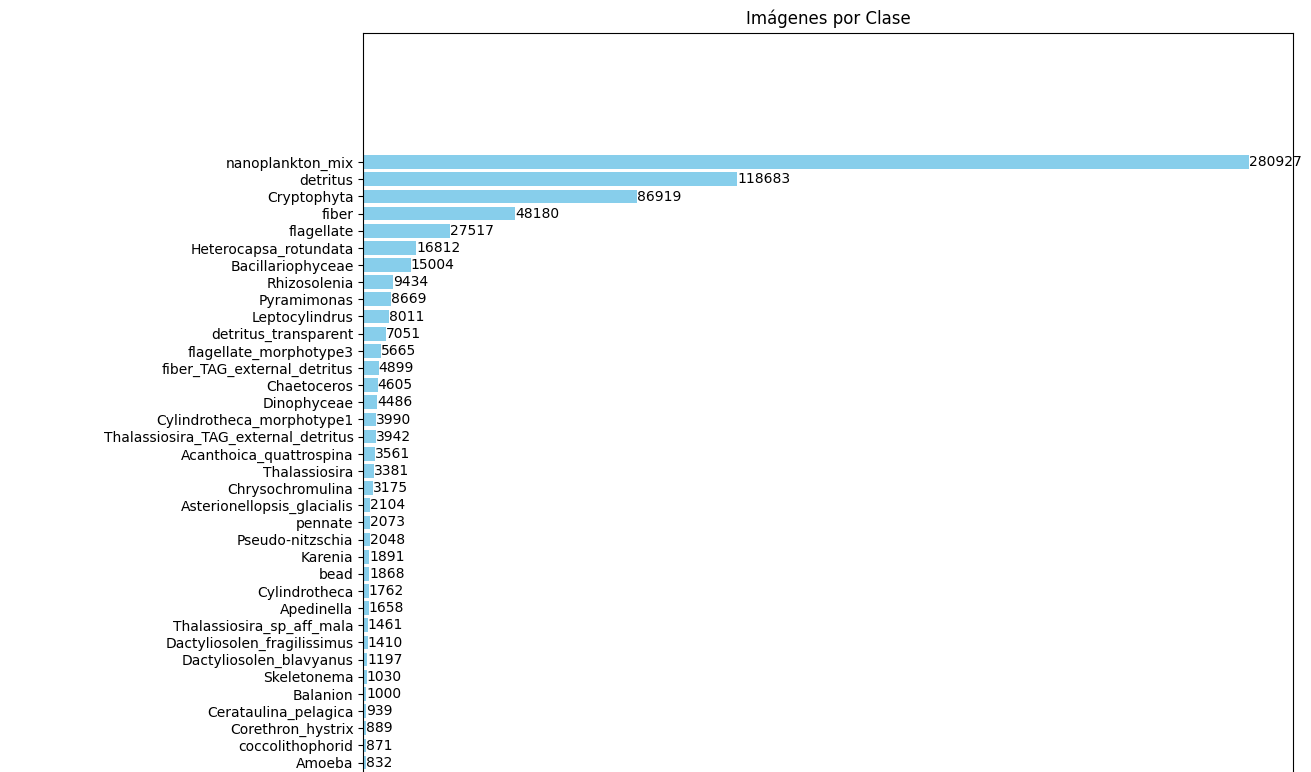 Imágenes por Clase
nanoplankton_mix 280927
detritus 118683
Cryptophyta 86919
fiber 48180
flagellate 27517
Heterocapsa_rotundata 16812
Bacillariophyceae 15004
Rhizosolenia 9434
Pyramimonas 8669
Leptocylindrus 8011
detritus_transparent 7051
flagellate_morphotype3 5665
fiber_TAG_external_detritus 4899
Chaetoceros 4605
Dinophyceae 4486
Cylindrotheca_morphotype1 3990
Thalassiosira_TAG_external_detritus 3942
Acanthoica_quattrospina 3561
Thalassiosira 3381
Chrysochromulina 3175
Asterionellopsis_glacialis 2104
pennate 2073
Pseudo-nitzschia 2048
Karenia 1891
bead 1868
Cylindrotheca 1762
Apedinella 1658
Thalassiosira_sp_aff_mala 1461
Dactyliosolen_fragilissimus 1410
Dactyliosolen_blavyanus 1197
Skeletonema 1030
Balanion 1000
Cerataulina_pelagica 939
Corethron_hystrix 889
coccolithophorid 871
Amoeba 832